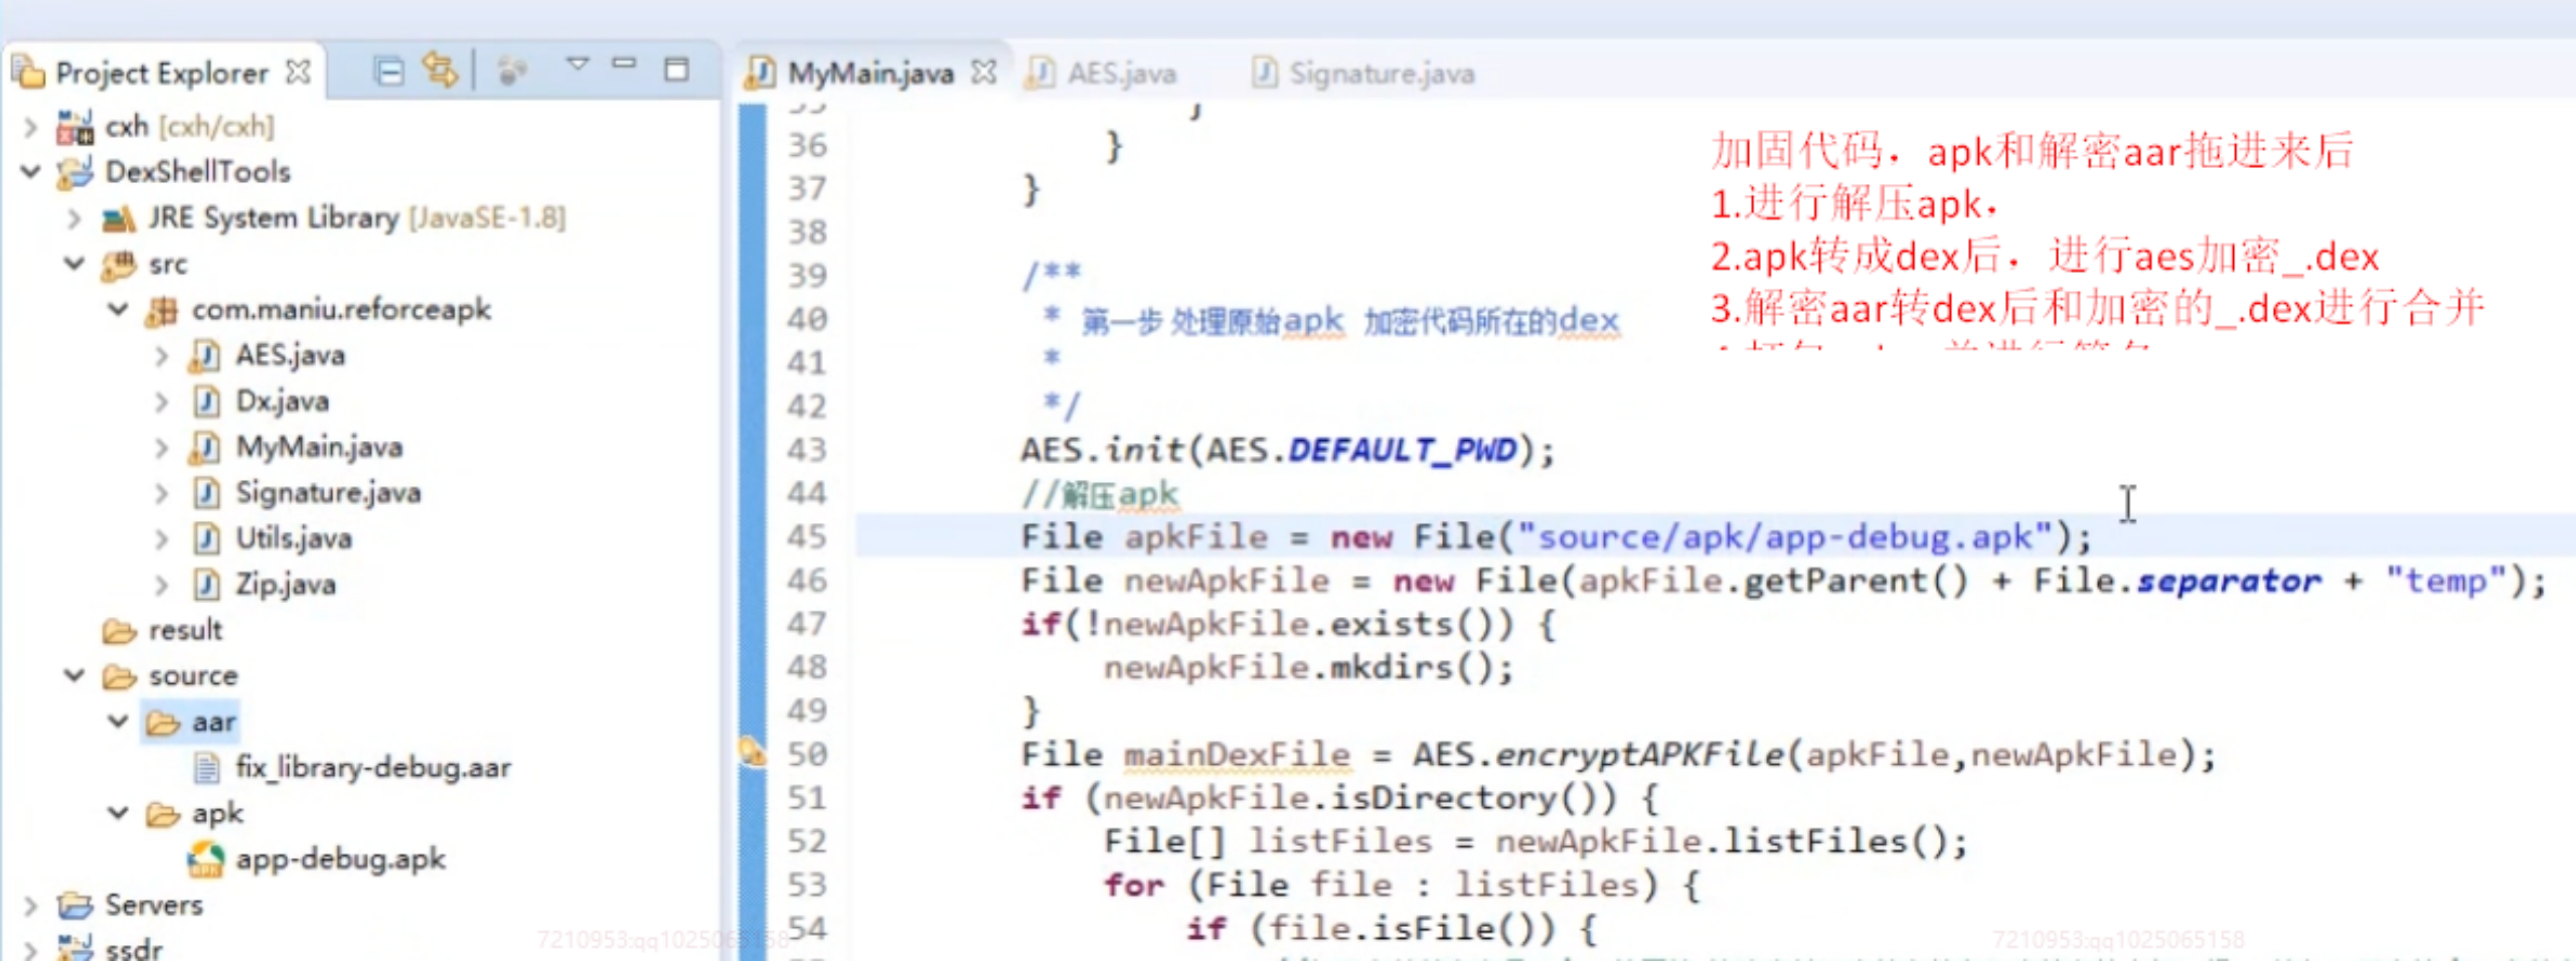 Project Explorer
cxh [cxh/cxh]
DexShellTools
JRE System Library [JavaSE-1.8]
src
com.maniu.reforceapk
AES.java
Dx.java
MyMain.java
Signature.java
Utils.java
Zip.java
result
source
aar
fix_library-debug.aar
apk
app-debug.apk
Servers
ssdr
MyMain.java AES.java Signature.java
36 }
37 }
38
39 /**
40 * 第一步 处理原始apk 加密代码所在的dex
41 *
42 */
43 AES.init(AES.DEFAULT_PWD);
44 //解压apk
45 File apkFile = new File("source/apk/app-debug.apk");
46 File newApkFile = new File(apkFile.getParent() + File.separator + "temp");
47 if(!newApkFile.exists()) {
48 newApkFile.mkdirs();
49 }
50 File mainDexFile = AES.encryptAPKFile(apkFile,newApkFile);
51 if (newApkFile.isDirectory()) {
52 File[] listFiles = newApkFile.listFiles();
53 for (File file : listFiles) {
54 if (file.isFile()) {
加固代码，apk和解密aar拖进来后
1.进行解压apk，
2.apk转成dex后，进行aes加密_.dex
3.解密aar转dex后和加密的_.dex进行合并
7210953:qq1025065158
7210953:qq1025065158